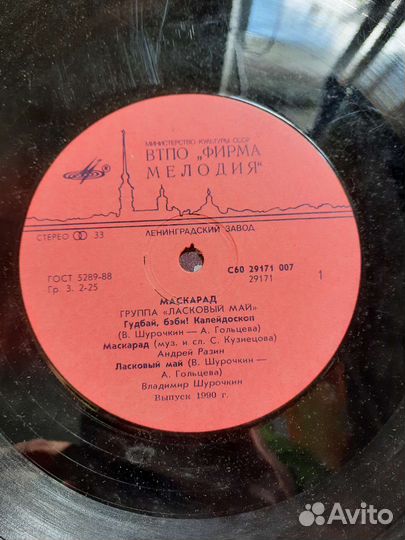 МИНИСТЕРСТВО КУЛЬТУРЫ СССР
ВТПО „ФИРМА
МЕЛОДИЯ“
СТЕРЕО 33
ЛЕНИНГРАДСКИЙ ЗАВОД
ГОСТ 5289-88
Гр. 3. 2-25
С60 29171 007
29171
1
МАСКАРАД
ГРУППА «ЛАСКОВЫЙ МАЙ»
Гудбай, бэби! Калейдоскоп
(В. Шурочкин — А. Гольцева)
Маскарад (муз. и сл. С. Кузнецова)
Андрей Разин
Ласковый май (В. Шурочкин —
А. Гольцева)
Владимир Шурочкин
Выпуск 1990 г.
Avito